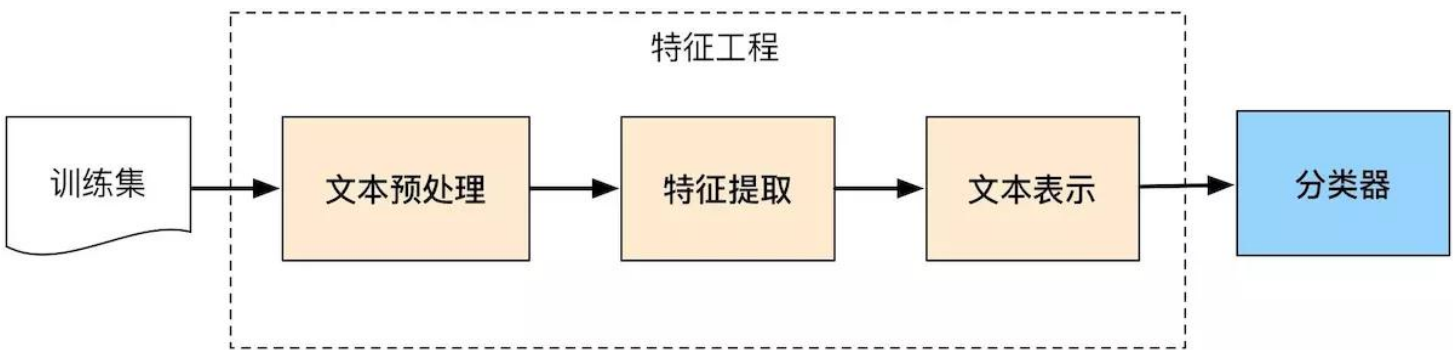 特征工程
训练集
文本预处理
特征提取
文本表示
分类器